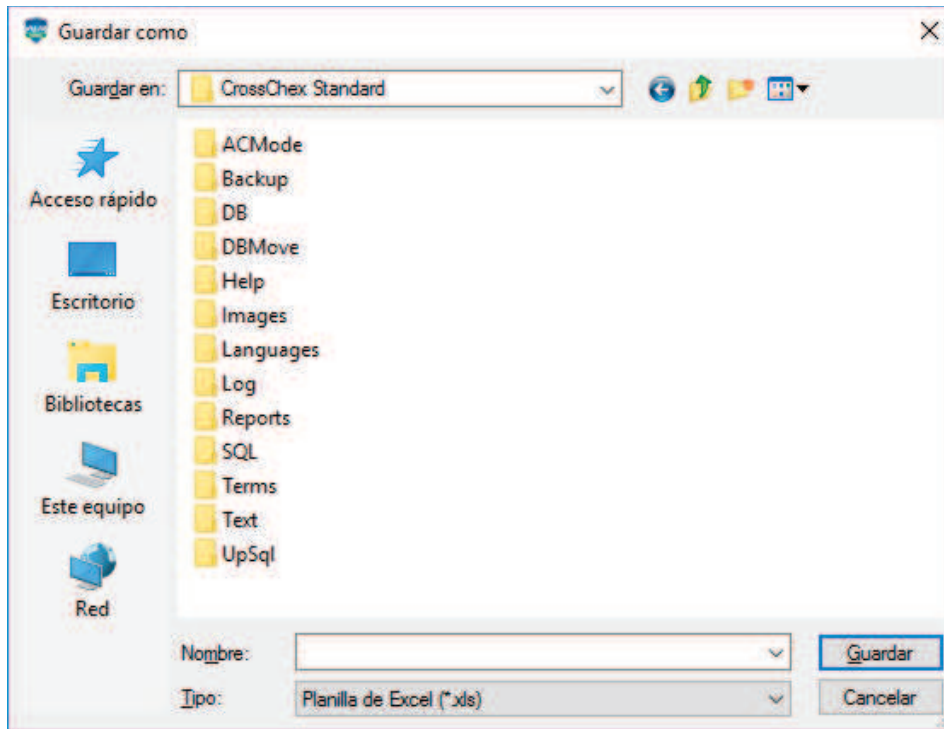 Guardar como
Guardar en: CrossChex Standard
Acceso rápido
Escritorio
Bibliotecas
Este equipo
Red
ACMode
Backup
DB
DBMove
Help
Images
Languages
Log
Reports
SQL
Terms
Text
UpSql
Nombre: Guardar
Tipo: Planilla de Excel (*.xls) Cancelar